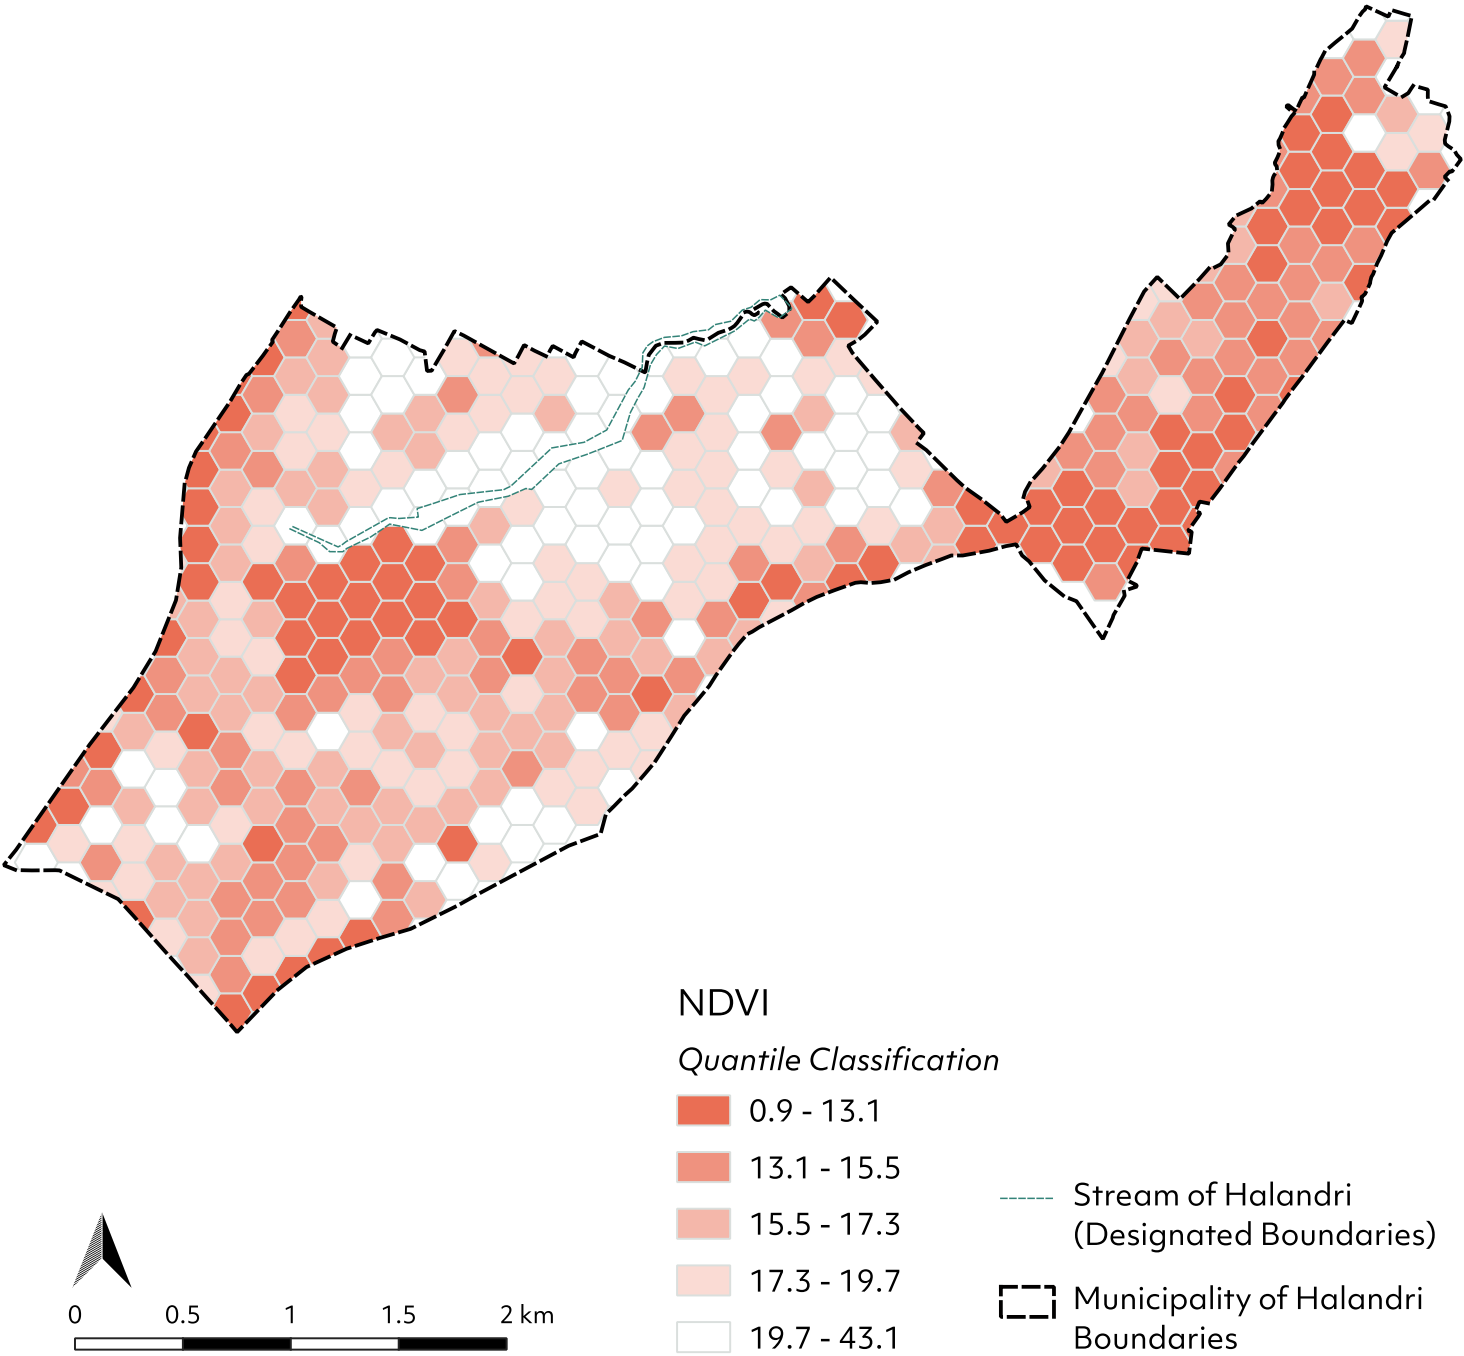 NDVI
Quantile Classification
0.9 - 13.1
13.1 - 15.5
15.5 - 17.3
17.3 - 19.7
19.7 - 43.1
Stream of Halandri
(Designated Boundaries)
Municipality of Halandri
Boundaries
0 0.5 1 1.5 2 km